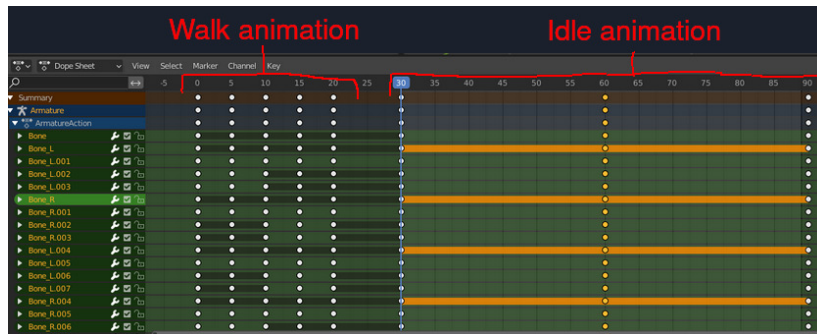 Walk animation Idle animation
Dope Sheet View Select Marker Channel Key
-5 0 5 10 15 20 25 30 35 40 45 50 55 60 65 70 75 80 85 90
Summary
Armature
ArmatureAction
Bone
Bone_L
Bone_L.001
Bone_L.002
Bone_L.003
Bone_R
Bone_R.001
Bone_R.002
Bone_R.003
Bone_L.004
Bone_L.005
Bone_L.006
Bone_L.007
Bone_R.004
Bone_R.005
Bone_R.006